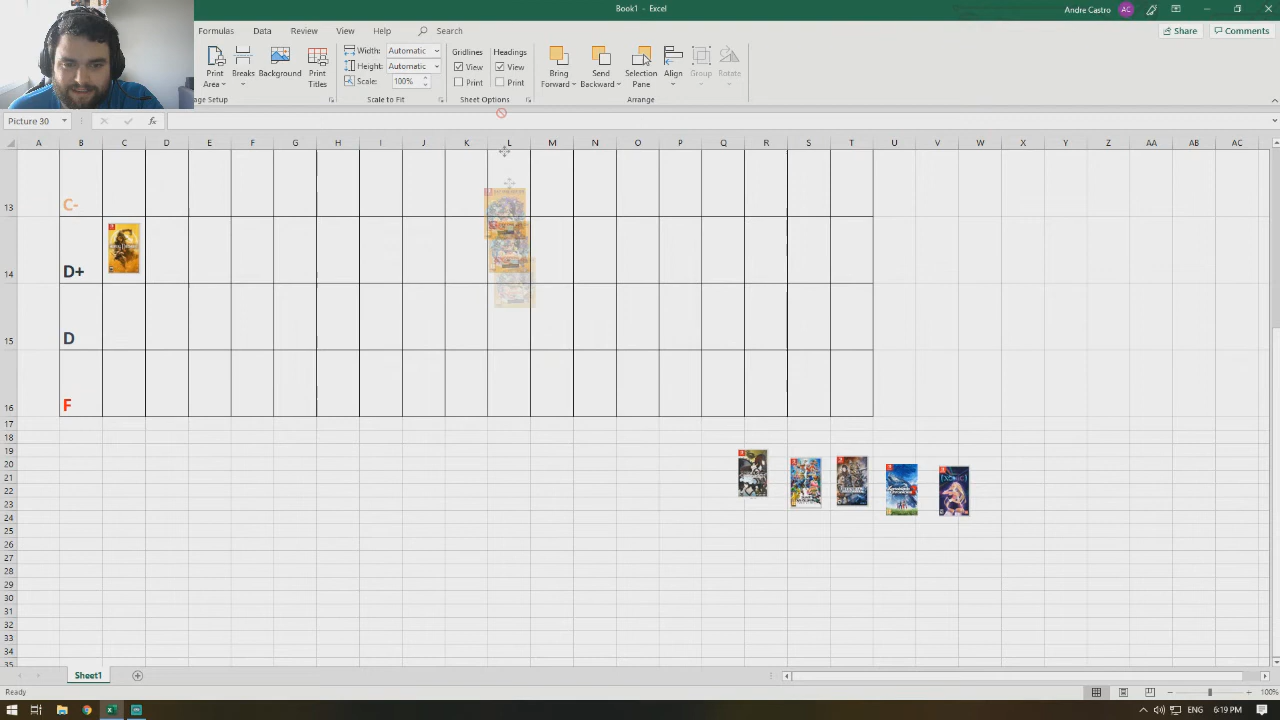 Book1 - Excel
Andre Castro AC
Formulas Data Review View Help Search
Share Comments
Print Area Breaks Background Print Titles
Width: Automatic
Height: Automatic
Scale: 100%
Gridlines Headings
View View
Print Print
Bring Forward Send Backward Selection Pane Align Group Rotate
ge Setup Scale to Fit Sheet Options Arrange
Picture 30 fx
A B C D E F G H I J K L M N O P Q R S T U V W X Y Z AA AB AC
13 C-
14 D+
15 D
16 F
17
18
19
20
21
22
23
24
25
26
27
28
29
30
31
32
33
34
35
Sheet1
Ready 100%
ENG 6:19 PM